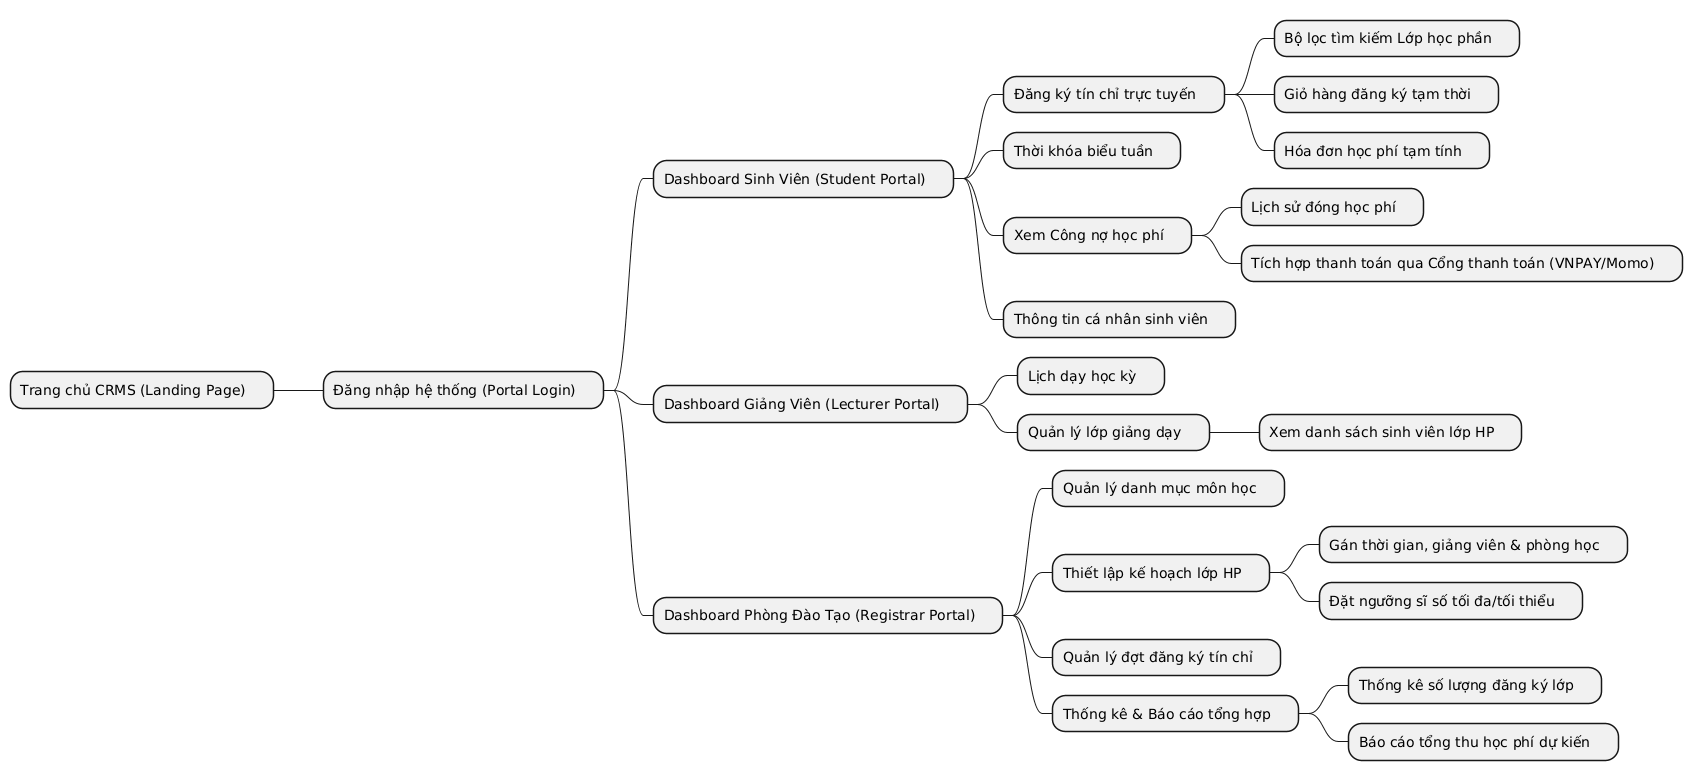 Trang chủ CRMS (Landing Page)
Đăng nhập hệ thống (Portal Login)
Dashboard Sinh Viên (Student Portal)
Đăng ký tín chỉ trực tuyến
Bộ lọc tìm kiếm Lớp học phần
Giỏ hàng đăng ký tạm thời
Hóa đơn học phí tạm tính
Thời khóa biểu tuần
Xem Công nợ học phí
Lịch sử đóng học phí
Tích hợp thanh toán qua Cổng thanh toán (VNPAY/Momo)
Thông tin cá nhân sinh viên
Dashboard Giảng Viên (Lecturer Portal)
Lịch dạy học kỳ
Quản lý lớp giảng dạy
Xem danh sách sinh viên lớp HP
Dashboard Phòng Đào Tạo (Registrar Portal)
Quản lý danh mục môn học
Thiết lập kế hoạch lớp HP
Gán thời gian, giảng viên & phòng học
Đặt ngưỡng sĩ số tối đa/tối thiểu
Quản lý đợt đăng ký tín chỉ
Thống kê & Báo cáo tổng hợp
Thống kê số lượng đăng ký lớp
Báo cáo tổng thu học phí dự kiến